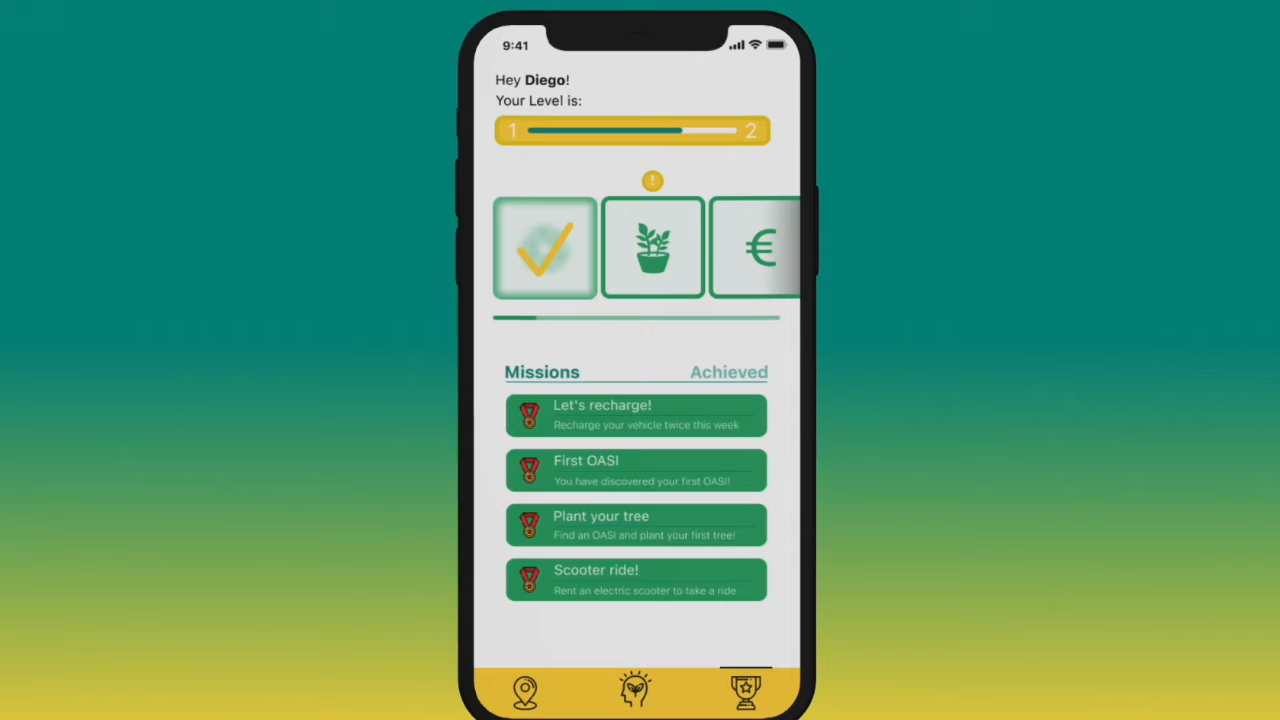 9:41
Hey Diego!
Your Level is:
1 2
!
€
Missions Achieved
Let's recharge!
Recharge your vehicle twice this week
First OASI
You have discovered your first OASI!
Plant your tree
Find an OASI and plant your first tree!
Scooter ride!
Rent an electric scooter to take a ride